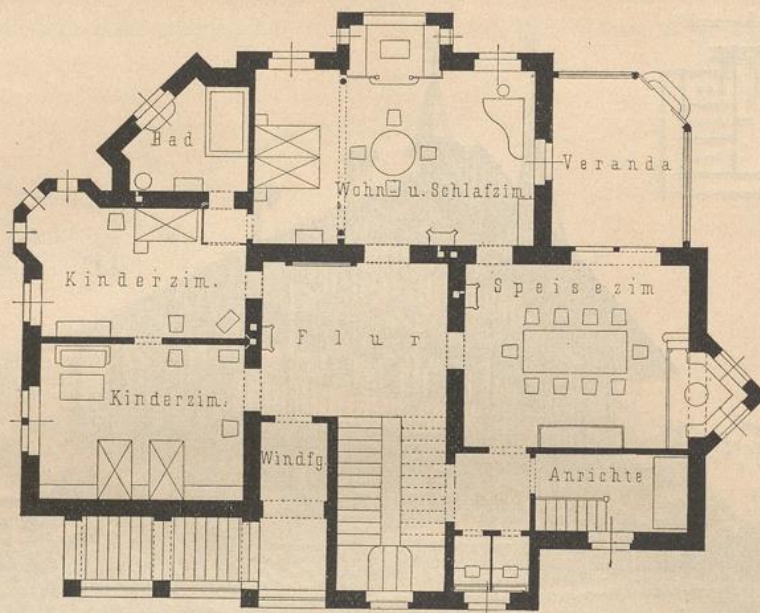 Bad
Veranda
Wohn- u. Schlafzim.
Kinderzim.
Speisezim
Flur
Kinderzim.
Windfg.
Anrichte